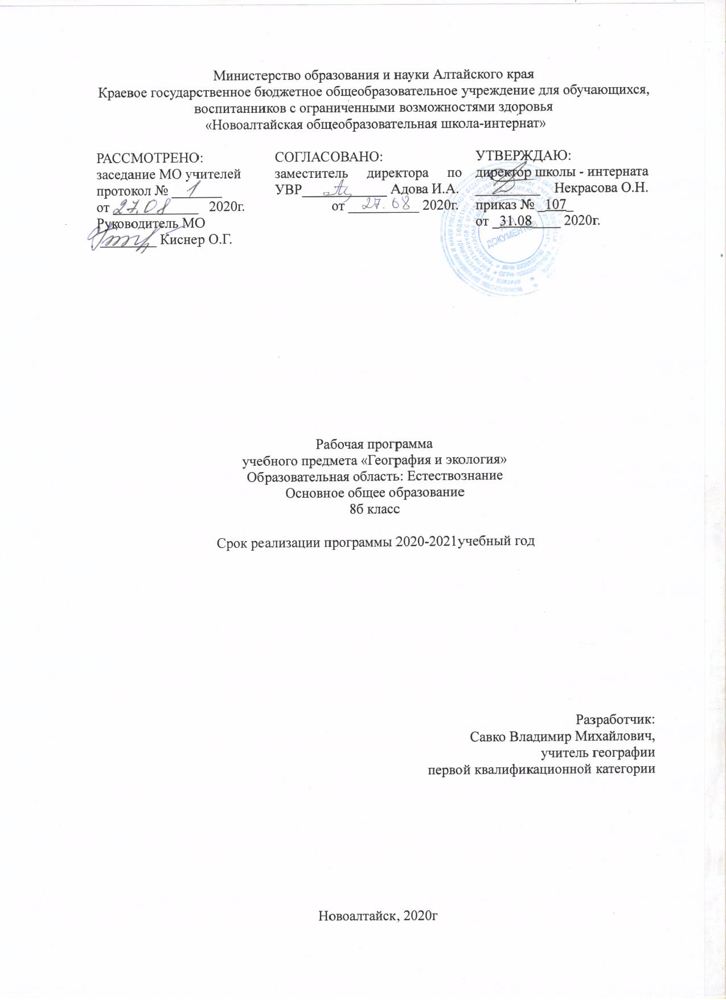 Министерство образования и науки Алтайского края
Краевое государственное бюджетное общеобразовательное учреждение для обучающихся,
воспитанников с ограниченными возможностями здоровья
«Новоалтайская общеобразовательная школа-интернат»
РАССМОТРЕНО:
заседание МО учителей
протокол № 1
от 27.08 2020г.
Руководитель МО
Киснер О.Г.
СОГЛАСОВАНО:
заместитель директора по
УВР Адова И.А.
от 27.08 2020г.
УТВЕРЖДАЮ:
директор школы - интерната
Некрасова О.Н.
приказ № 107
от 31.08 2020г.
ДОКУМЕНТОВ
Рабочая программа
учебного предмета «География и экология»
Образовательная область: Естествознание
Основное общее образование
8б класс
Срок реализации программы 2020-2021учебный год
Разработчик:
Савко Владимир Михайлович,
учитель географии
первой квалификационной категории
Новоалтайск, 2020г